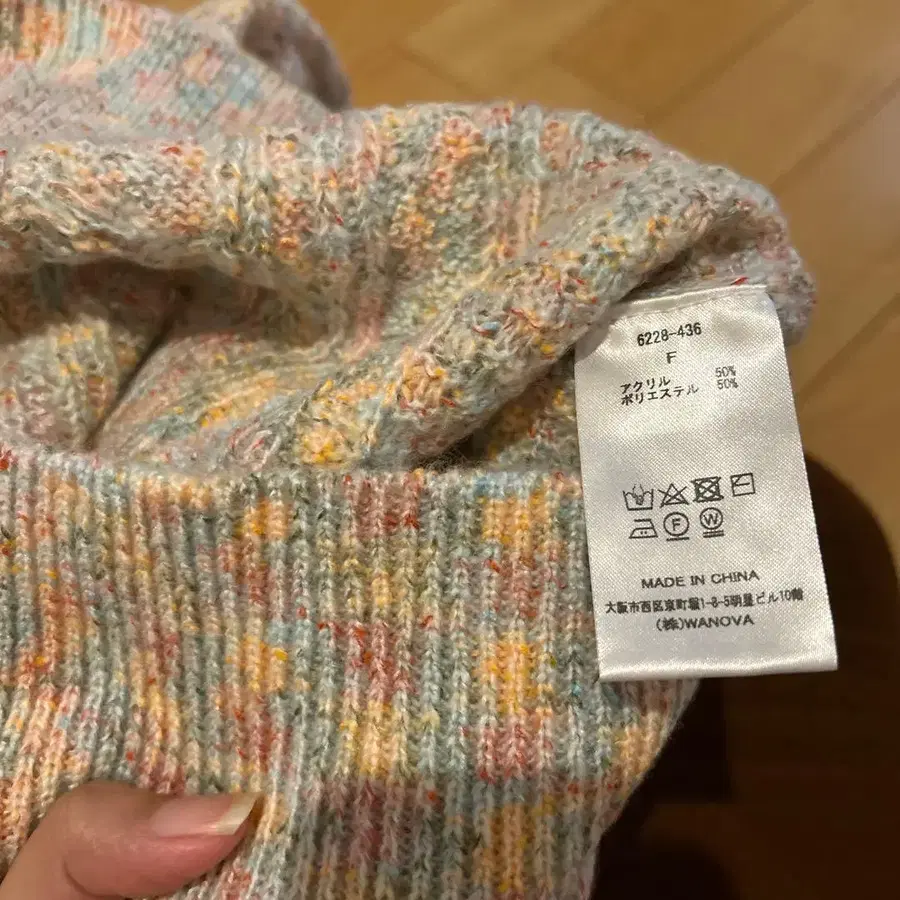 6228-436
F
アクリル 50%
ポリエステル 50%
F W
MADE IN CHINA
大阪市西区京町堀1-8-5明星ビル10階
(株)WANOVA